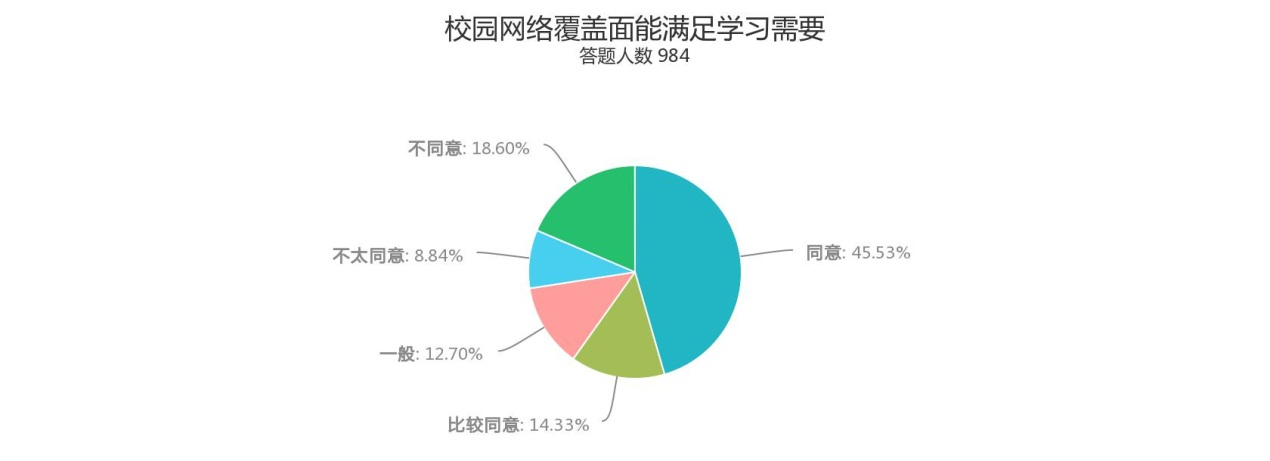 校园网络覆盖面能满足学习需要
答题人数 984
不同意: 18.60%
同意: 45.53%
不太同意: 8.84%
一般: 12.70%
比较同意: 14.33%